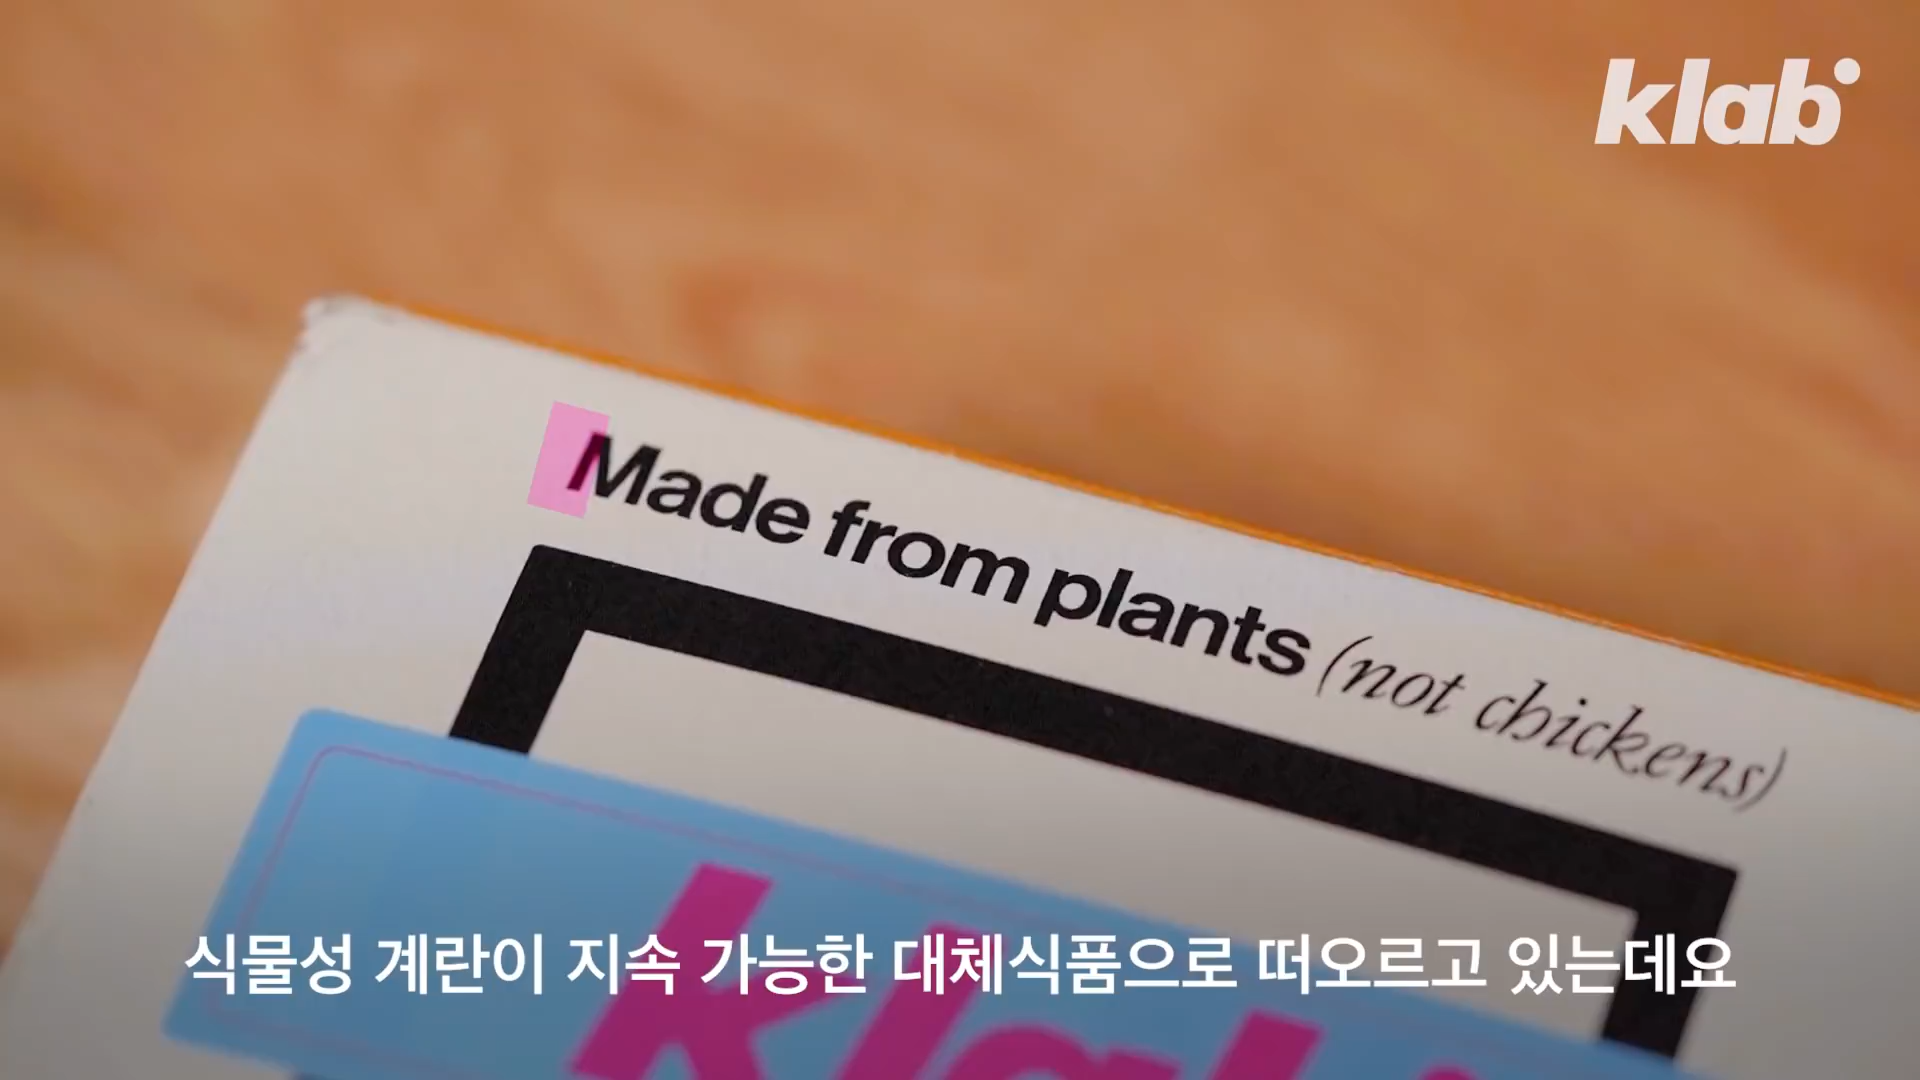 klab
Made from plants (not chickens)
식물성 계란이 지속 가능한 대체식품으로 떠오르고 있는데요
klab